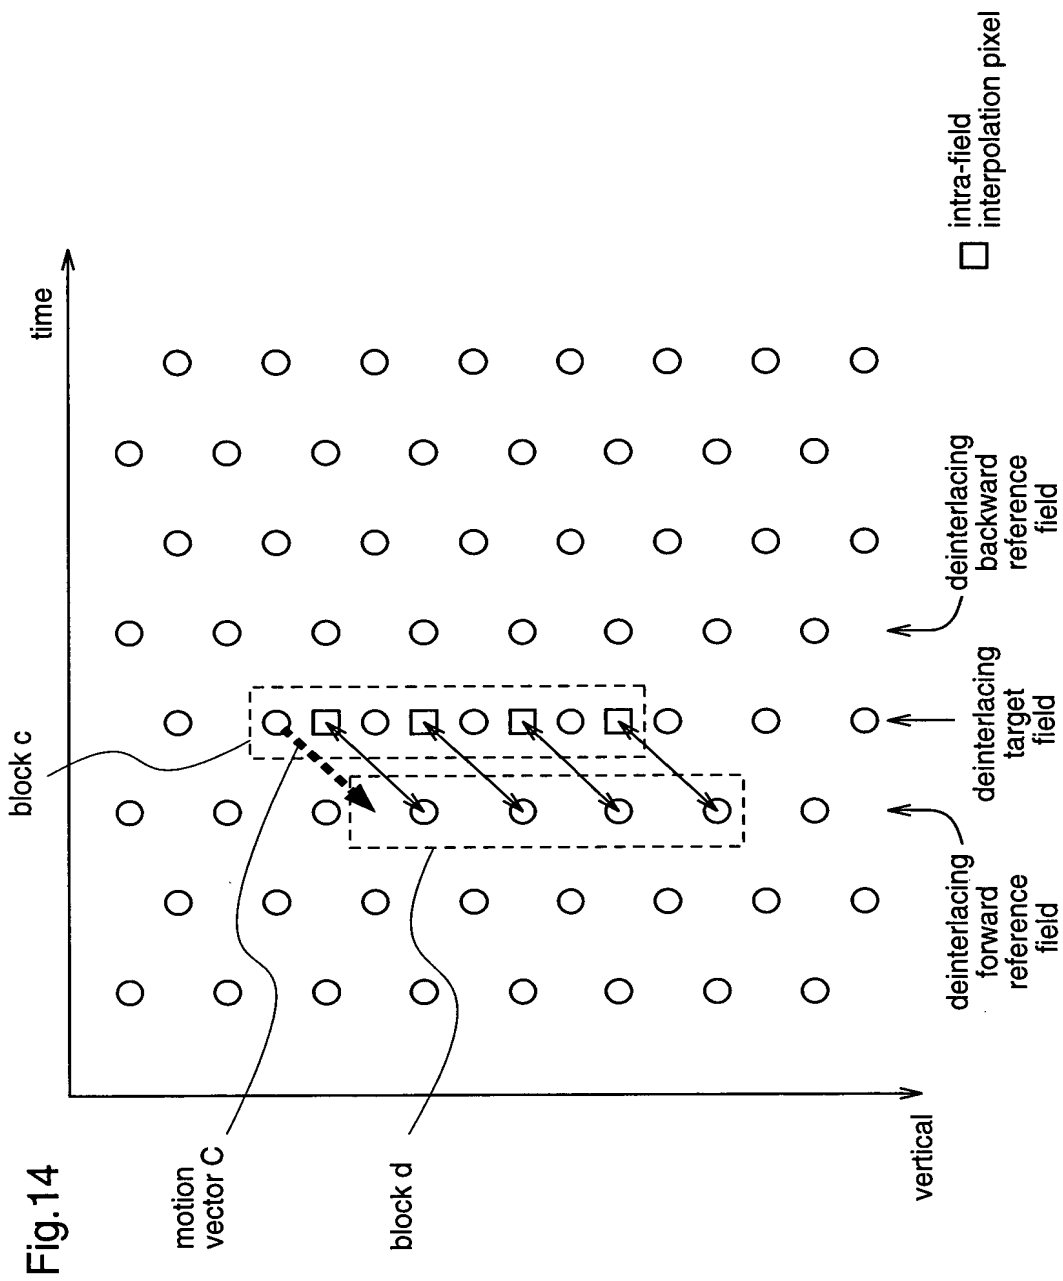 Fig.14
motion
vector C
block c
block d
time
vertical
deinterlacing
forward
reference
field
deinterlacing
target
field
deinterlacing
backward
reference
field
intra-field
interpolation pixel